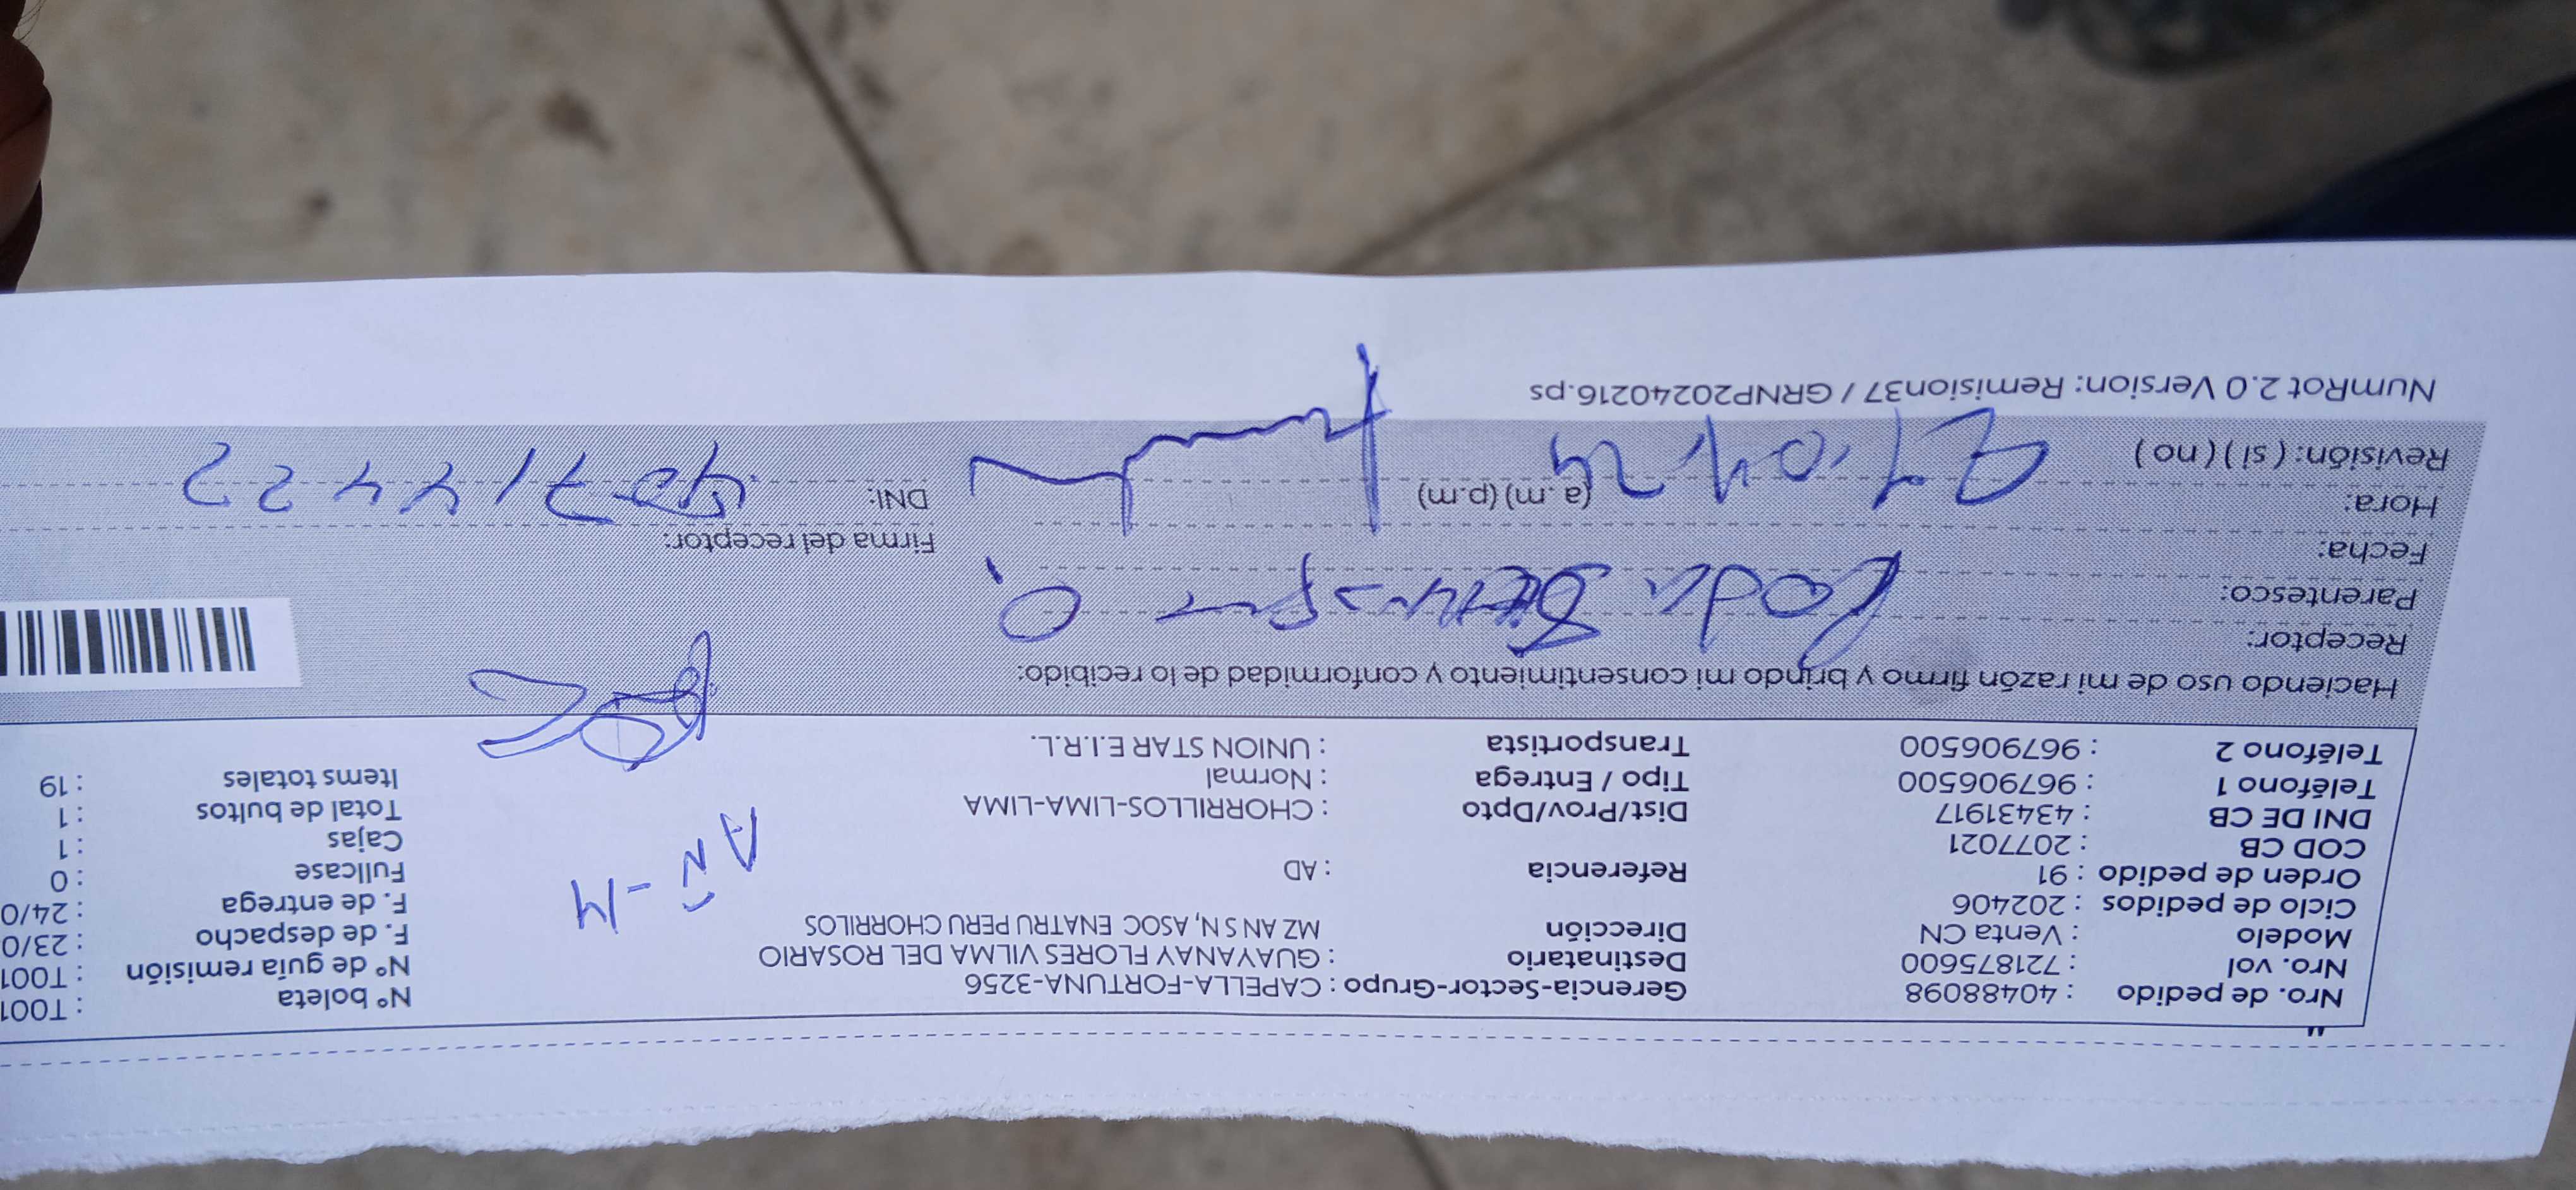 Nro. de pedido : 40488098 Gerencia-Sector-Grupo : CAPELLA-FORTUNA-3256 N° boleta : T001
Nro. vol : 721875600 Destinatario : GUAYANAY FLORES VILMA DEL ROSARIO N° de guía remisión : T001
Modelo : Venta CN Dirección MZ AN S N, ASOC ENATRU PERU CHORRILOS F. de despacho : 23/0
Ciclo de pedidos : 202406 F. de entrega : 24/0
Orden de pedido : 91 Referencia : AD Fullcase : 0
COD CB : 2077021 Cajas : 1
DNI DE CB : 43431917 Dist/Prov/Dpto : CHORRILLOS-LIMA-LIMA Total de bultos : 1
Teléfono 1 : 967906500 Tipo / Entrega : Normal Items totales : 19
Teléfono 2 : 967906500 Transportista : UNION STAR E.I.R.L.
AÑ-M
Haciendo uso de mi razón firmo y brindo mi consentimiento y conformidad de lo recibido:
Receptor:
Parentesco:
Fecha: Firma del receptor:
Hora: (a.m) (p.m) DNI:
Revisión: ( si ) ( no )
NumRot 2.0 Version: Remision37 / GRNP20240216.ps